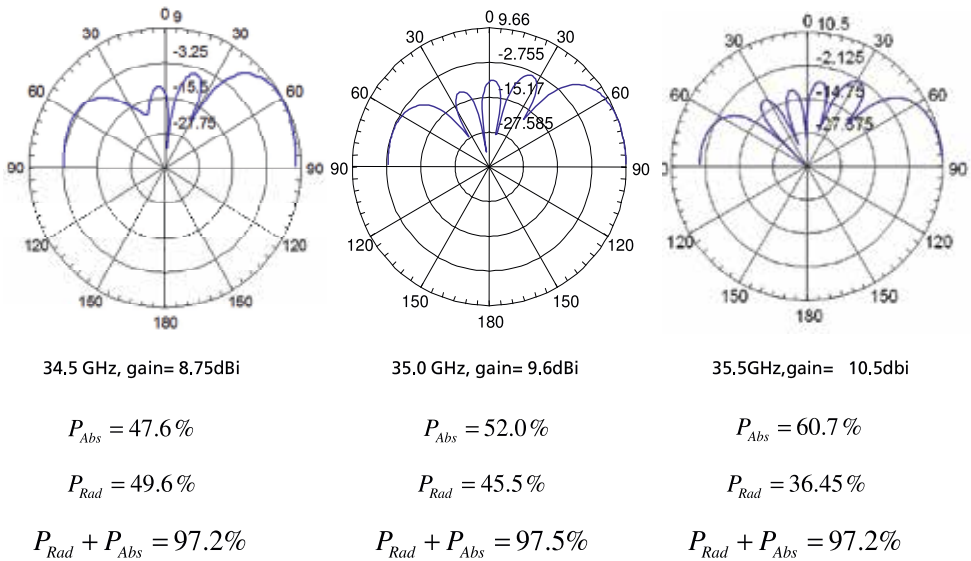 0 9
30 30
-3.25
60 -15.5 60
-27.75
90 90
120 120
150 150
180
0 9.66
30 30
-2.755
60 -15.17 60
-27.585
90 90
120 120
150 150
180
0 10.5
30 30
-2.125
60 -14.75 60
90
120 120
150 150
180
34.5 GHz, gain= 8.75dBi
35.0 GHz, gain= 9.6dBi
35.5GHz,gain= 10.5dbi
P_Abs = 47.6%
P_Abs = 52.0%
P_Abs = 60.7%
P_Rad = 49.6%
P_Rad = 45.5%
P_Rad = 36.45%
P_Rad + P_Abs = 97.2%
P_Rad + P_Abs = 97.5%
P_Rad + P_Abs = 97.2%